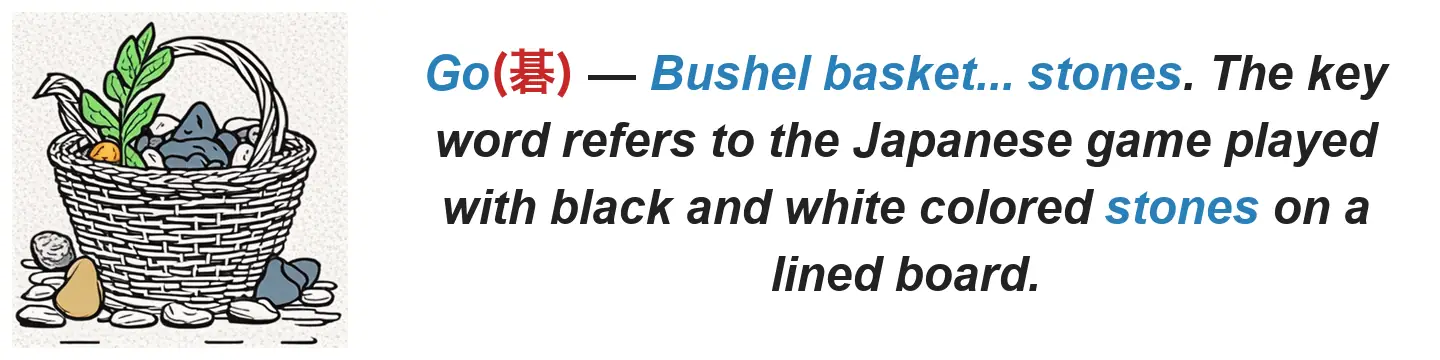 Go(碁) — Bushel basket... stones. The key
word refers to the Japanese game played
with black and white colored stones on a
lined board.